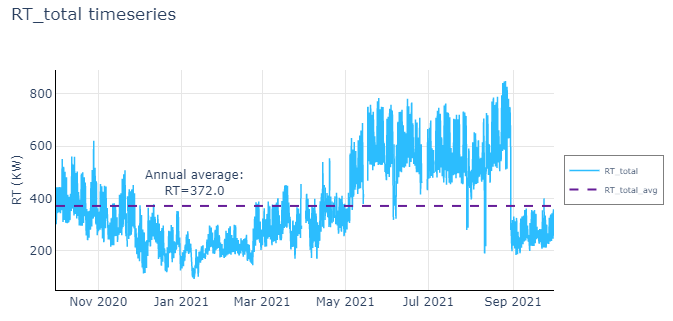 RT_total timeseries
800
600
400
200
RT (KW)
Annual average:
RT=372.0
Nov 2020
Jan 2021
Mar 2021
May 2021
Jul 2021
Sep 2021
RT_total
RT_total_avg